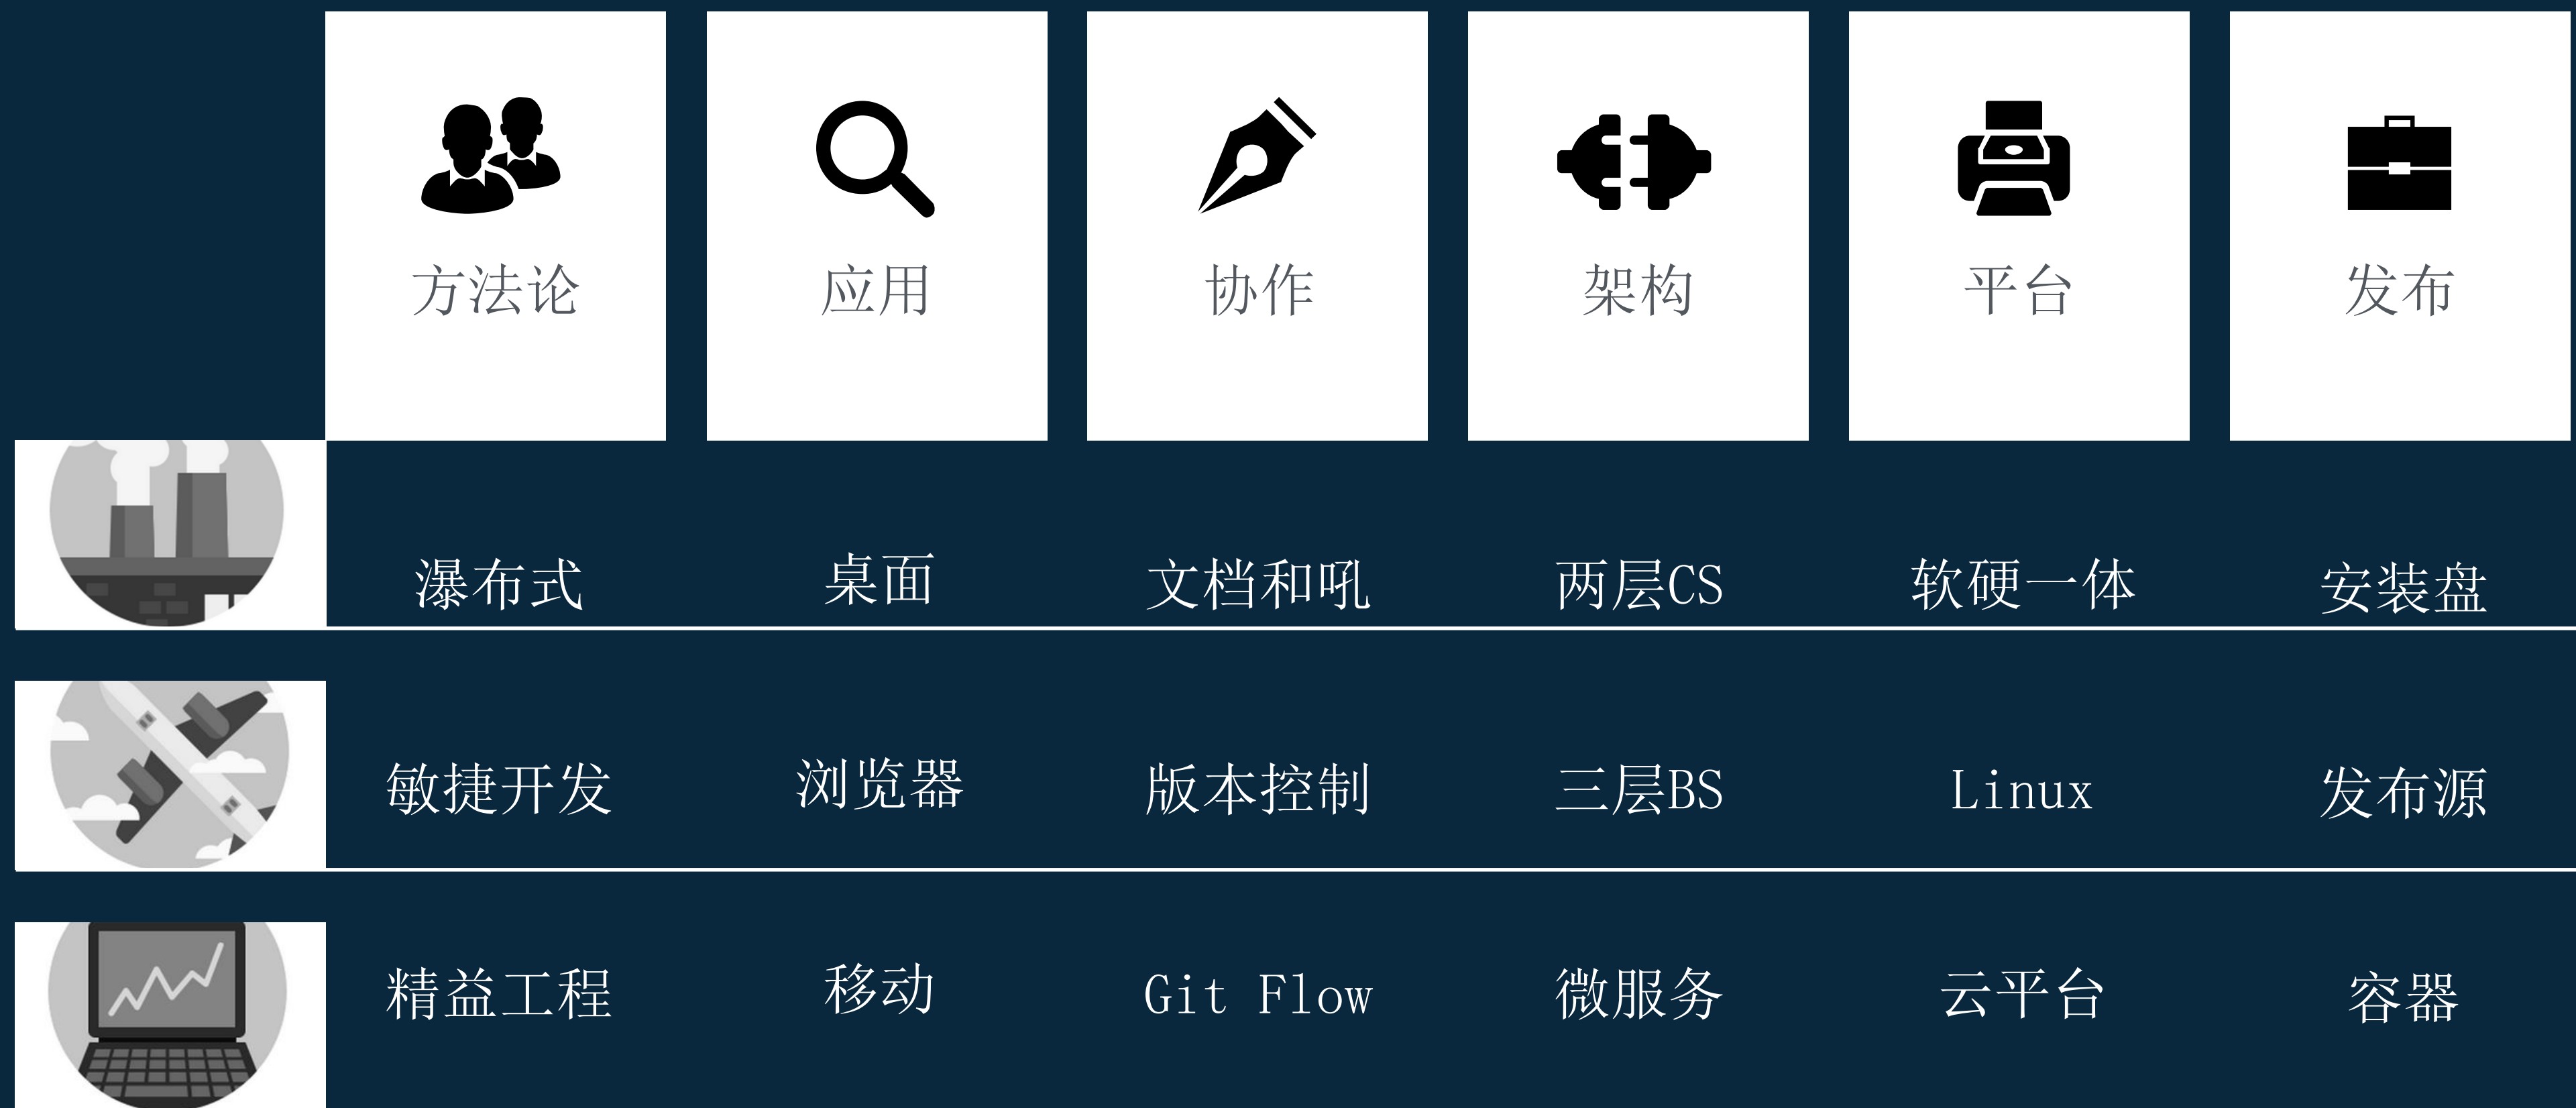 方法论 应用 协作 架构 平台 发布
瀑布式 桌面 文档和吼 两层CS 软硬一体 安装盘
敏捷开发 浏览器 版本控制 三层BS Linux 发布源
精益工程 移动 Git Flow 微服务 云平台 容器